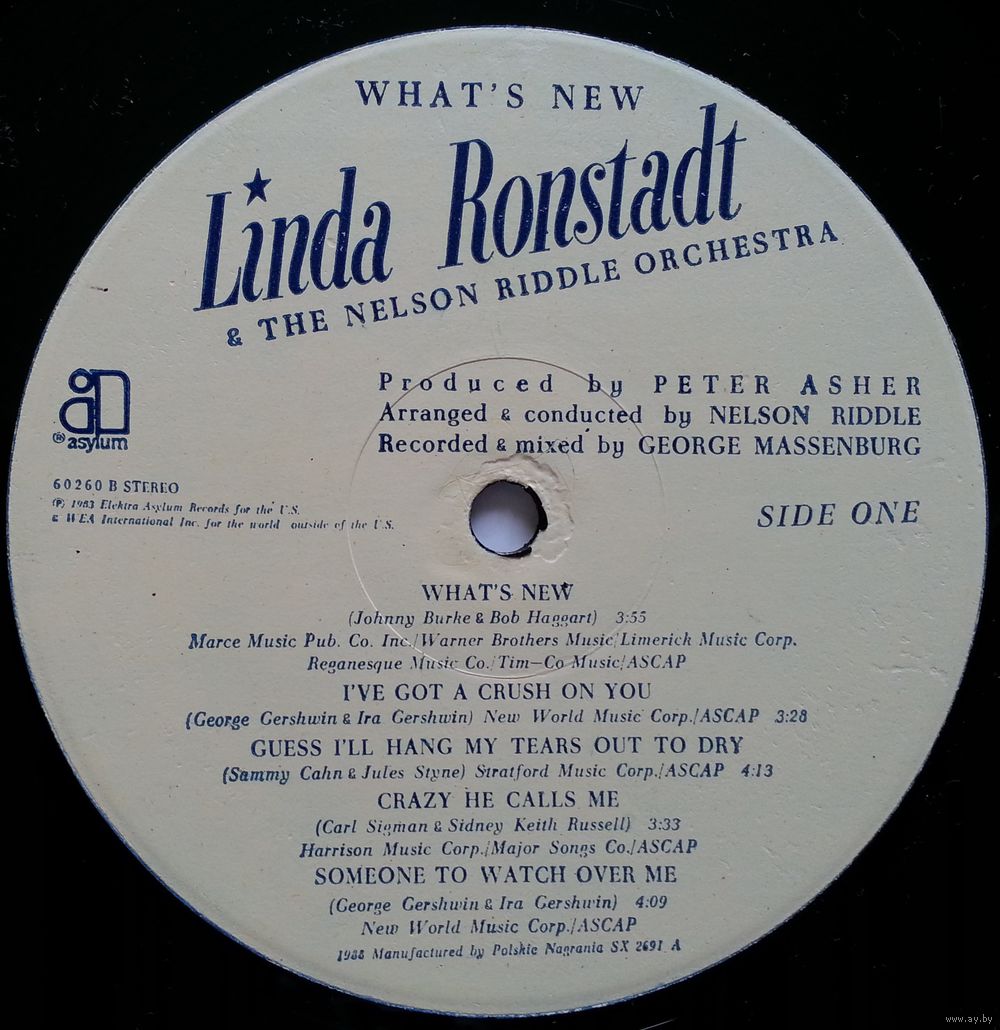 WHAT'S NEW
Linda Ronstadt
& THE NELSON RIDDLE ORCHESTRA
Produced by PETER ASHER
Arranged & conducted by NELSON RIDDLE
Recorded & mixed by GEORGE MASSENBURG
® asylum
60260 B STEREO
℗ 1983 Elektra Asylum Records for the U.S.
& WEA International Inc. for the world outside of the U.S.
SIDE ONE
WHAT'S NEW
(Johnny Burke & Bob Haggart) 3:55
Marce Music Pub. Co. Inc./Warner Brothers Music/Limerick Music Corp.
Reganesque Music Co./Tim-Co Music/ASCAP
I'VE GOT A CRUSH ON YOU
(George Gershwin & Ira Gershwin) New World Music Corp./ASCAP 3:28
GUESS I'LL HANG MY TEARS OUT TO DRY
(Sammy Cahn & Jules Styne) Stratford Music Corp./ASCAP 4:13
CRAZY HE CALLS ME
(Carl Sigman & Sidney Keith Russell) 3:33
Harrison Music Corp./Major Songs Co./ASCAP
SOMEONE TO WATCH OVER ME
(George Gershwin & Ira Gershwin) 4:09
New World Music Corp./ASCAP
1988 Manufactured by Polskie Nagrania SX 2691 A
www.ay.by